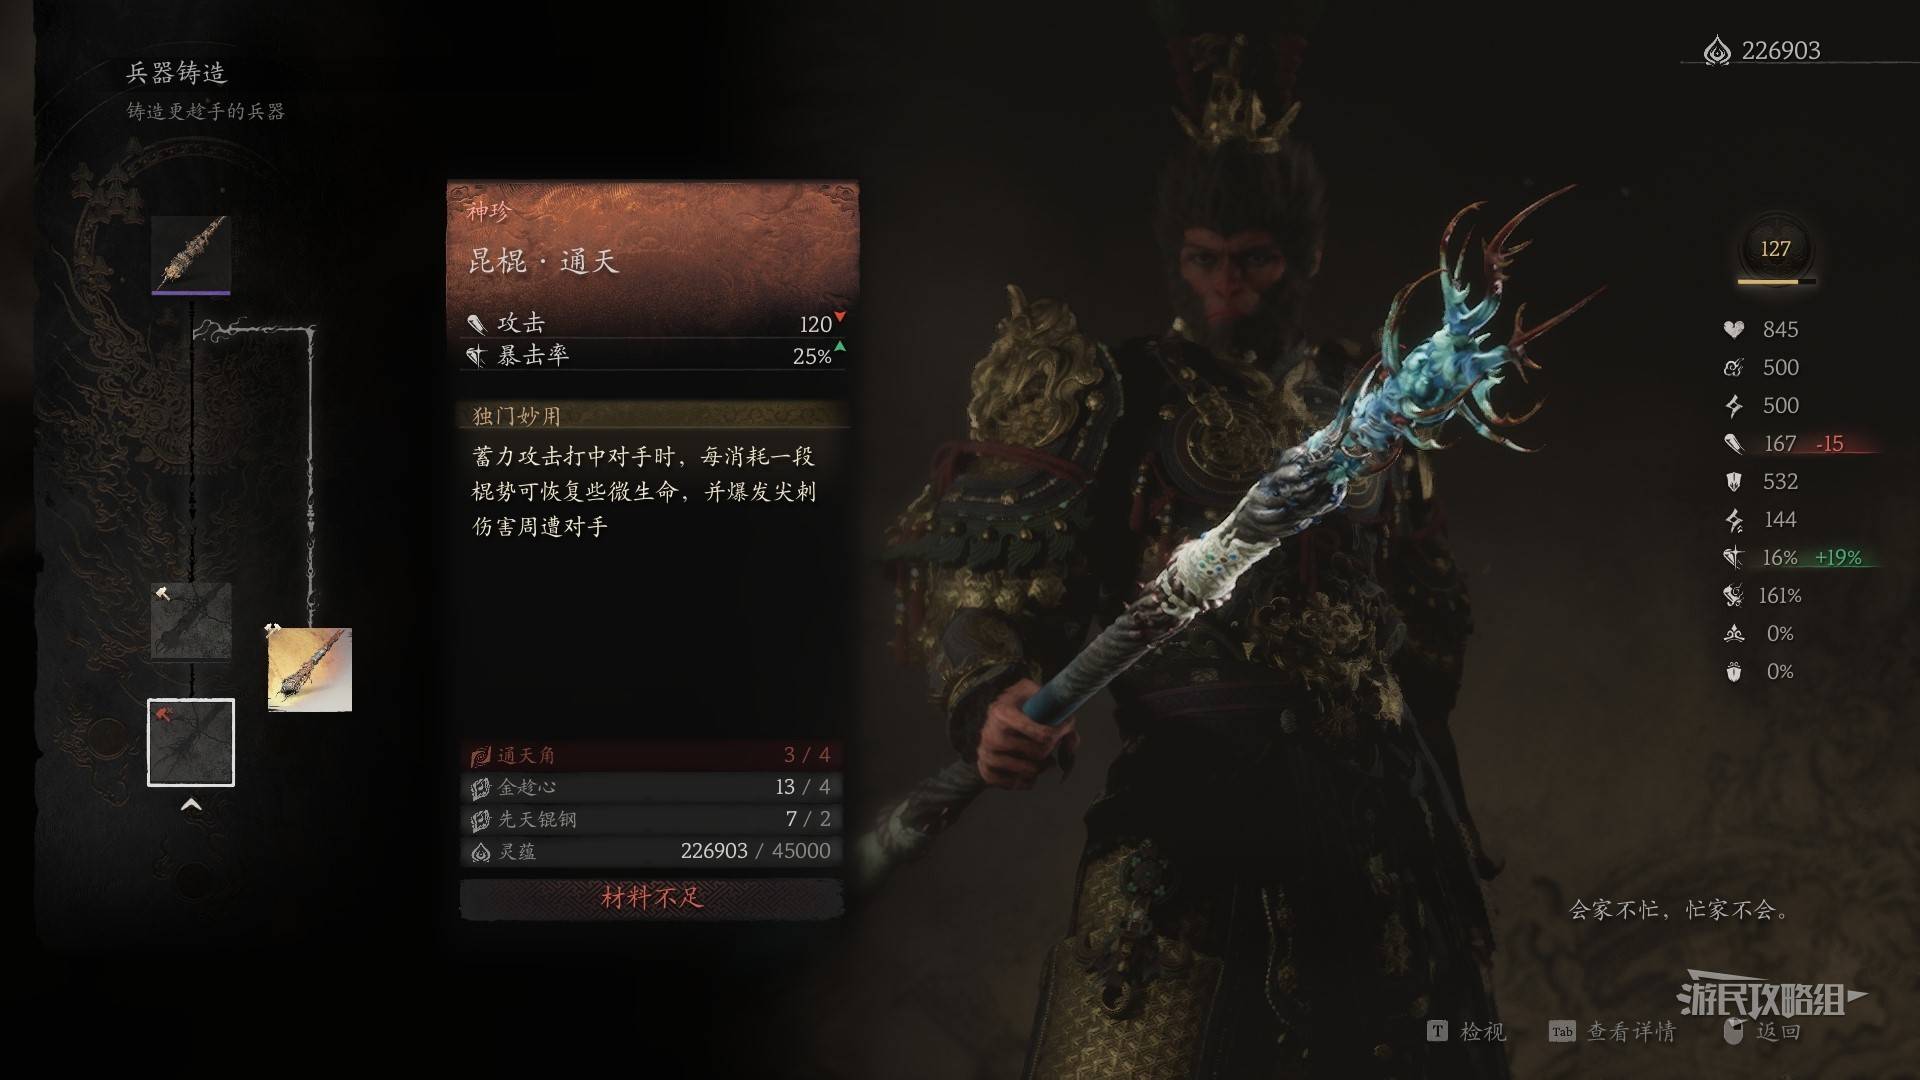 兵器铸造
铸造更趁手的兵器
226903
神珍
昆棍·通天
攻击 120
暴击率 25%
独门妙用
蓄力攻击打中对手时，每消耗一段
棍势可恢复些微生命，并爆发尖刺
伤害周遭对手
通天角 3 / 4
金趁心 13 / 4
先天锟钢 7 / 2
灵蕴 226903 / 45000
材料不足
127
845
500
500
167 -15
532
144
16% +19%
161%
0%
0%
会家不忙，忙家不会。
游民攻略组
T 检视 Tab 查看详情 返回